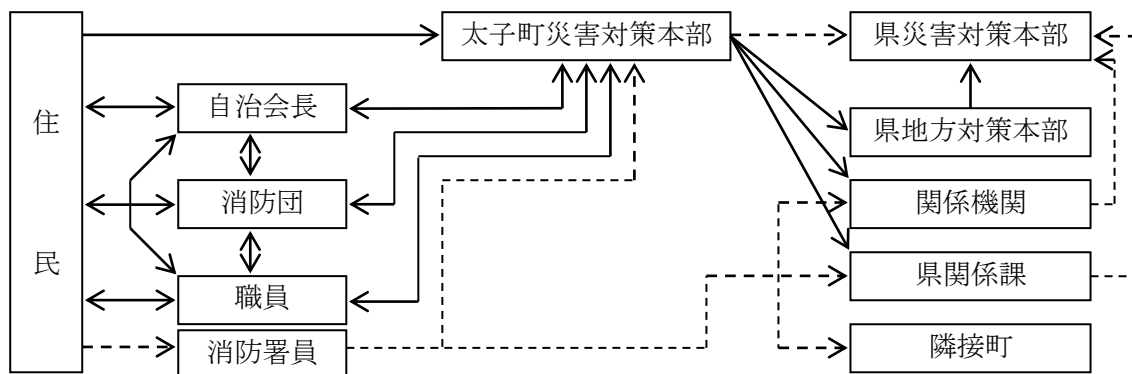 住民
太子町災害対策本部
県災害対策本部
自治会長
県地方対策本部
消防団
関係機関
職員
県関係課
消防署員
隣接町